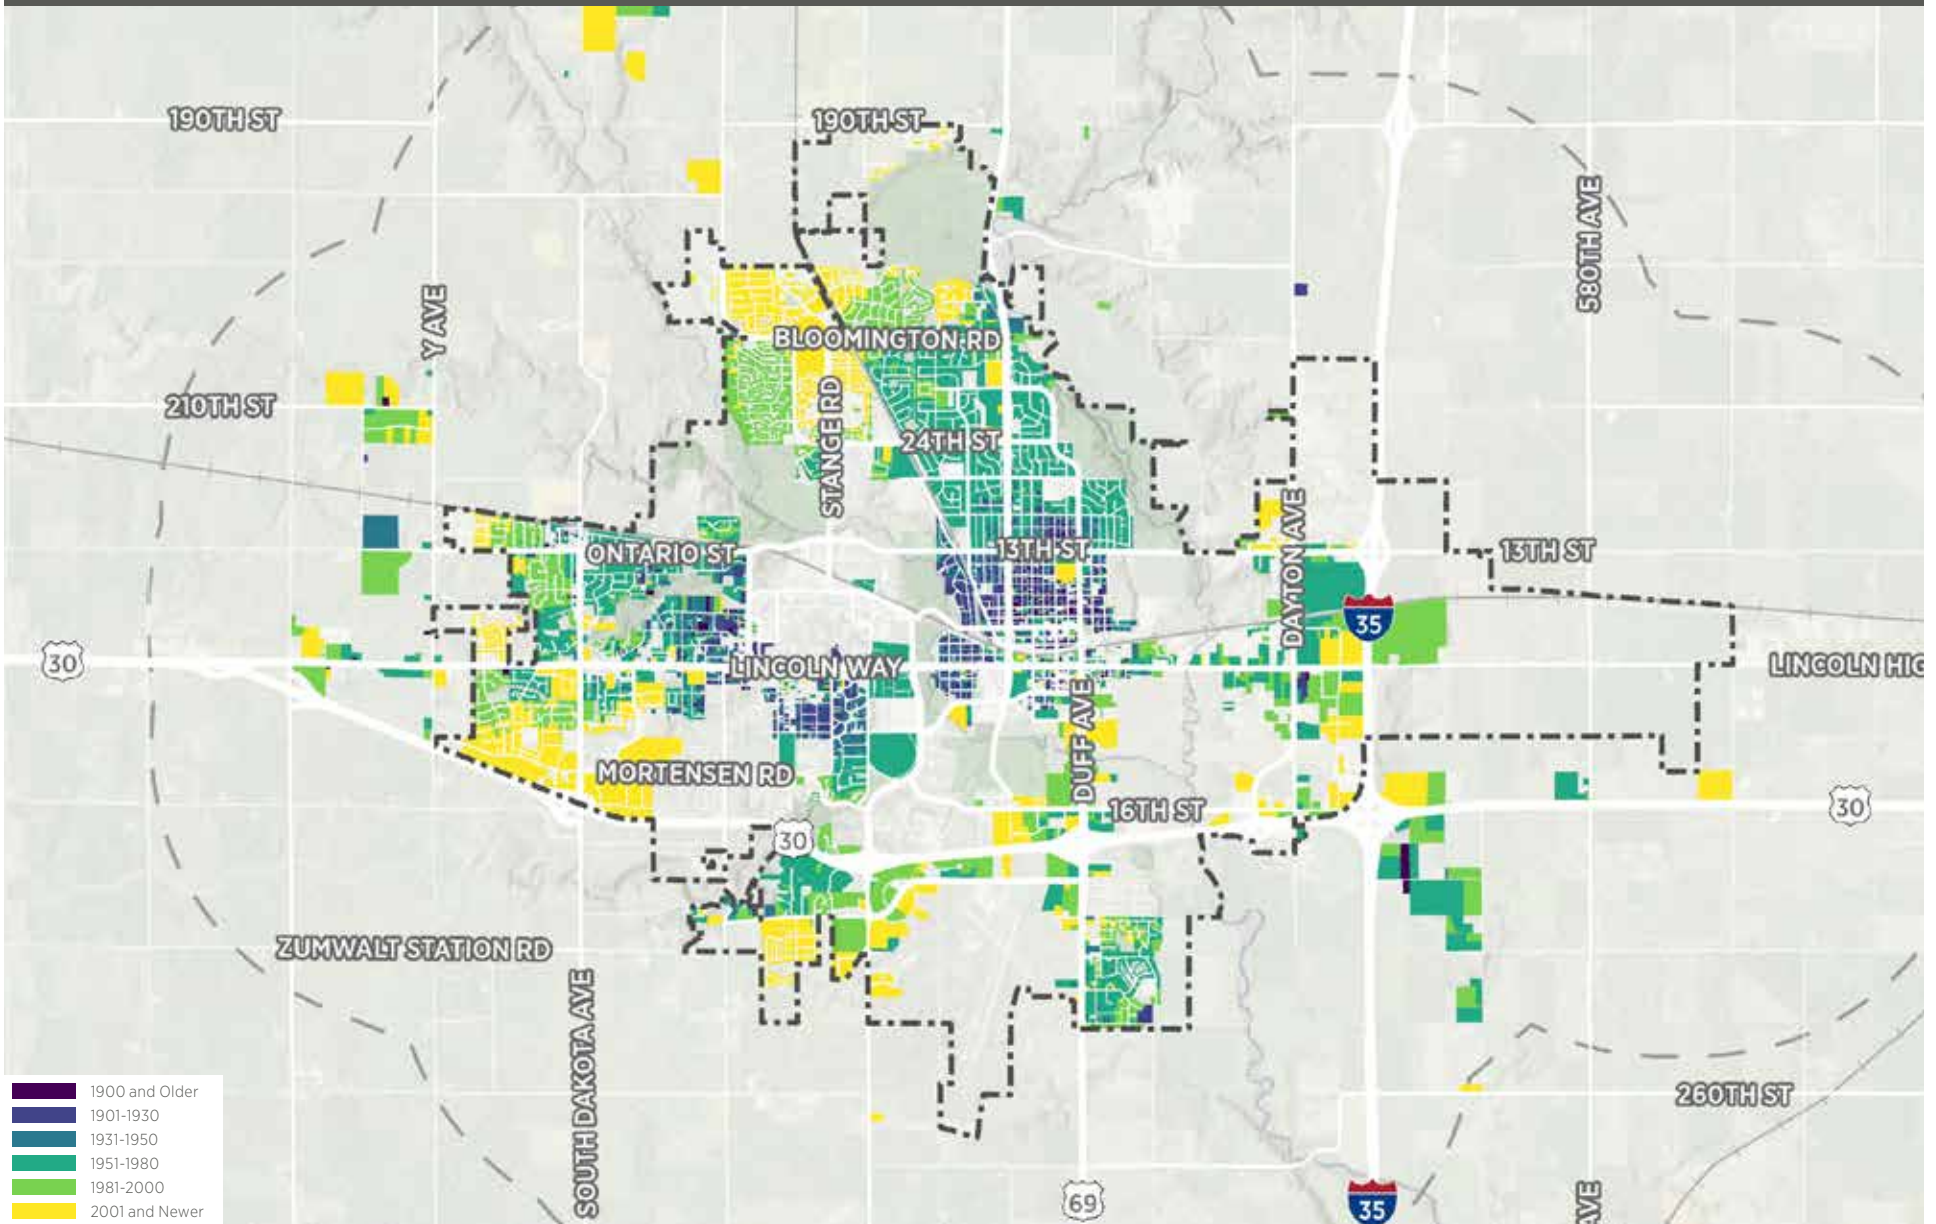 190TH ST
190TH ST
580TH AVE
Y AVE
BLOOMINGTON RD
210TH ST
STANGE RD
24TH ST
DAYTON AVE
ONTARIO ST
13TH ST
13TH ST
35
30
LINCOLN WAY
LINCOLN HIG
DUFF AVE
MORTENSEN RD
16TH ST
30
30
ZUMWALT STATION RD
SOUTH DAKOTA AVE
260TH ST
69
35
AVE
1900 and Older
1901-1930
1931-1950
1951-1980
1981-2000
2001 and Newer